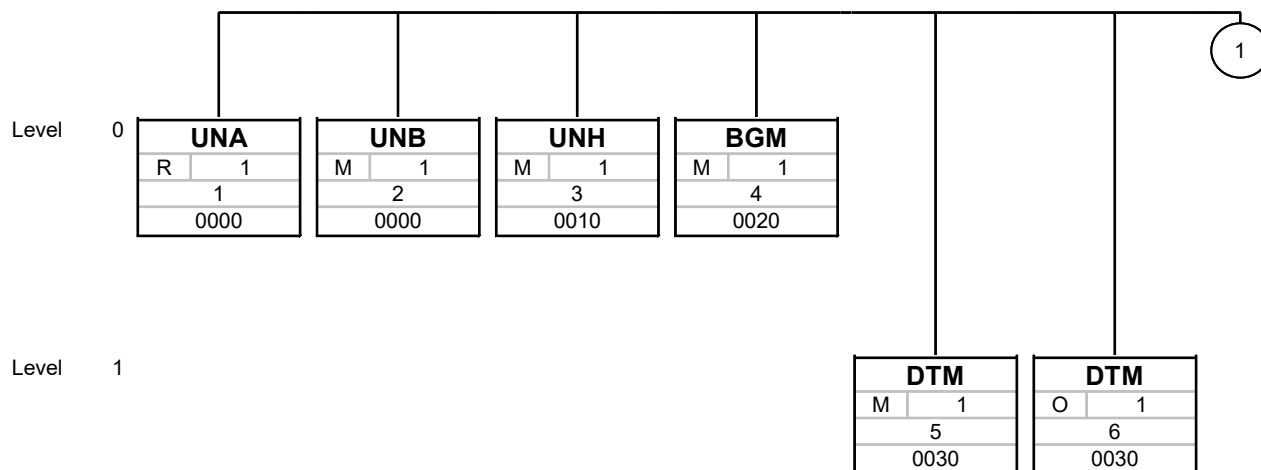 1
Level 0
UNA UNB UNH BGM
R 1 M 1 M 1 M 1
1 2 3 4
0000 0000 0010 0020
Level 1
DTM DTM
M 1 O 1
5 6
0030 0030